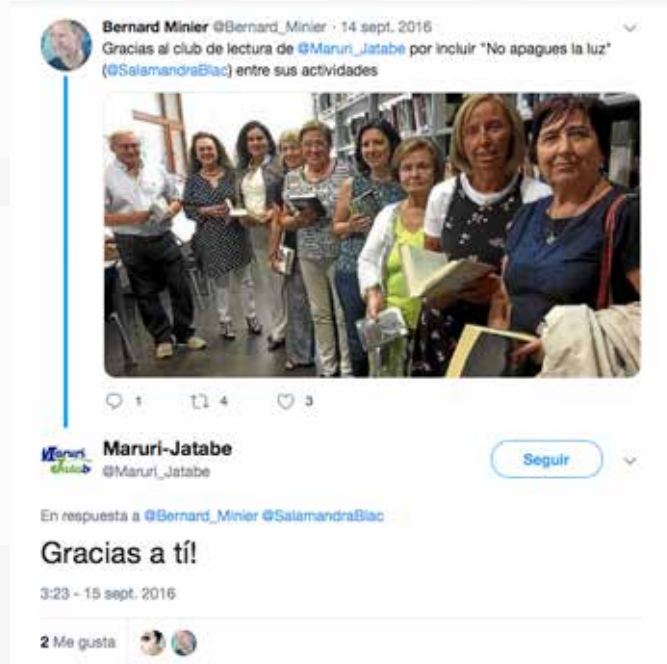 Bernard Minier @Bernard_Minier · 14 sept. 2016
Gracias al club de lectura de @Maruri_Jatabe por incluir "No apagues la luz"
(@SalamandraBlac) entre sus actividades
1 4 3
Maruri
Jatabe
Maruri-Jatabe
@Maruri_Jatabe
Seguir
En respuesta a @Bernard_Minier @SalamandraBlac
Gracias a tí!
3:23 - 15 sept. 2016
2 Me gusta